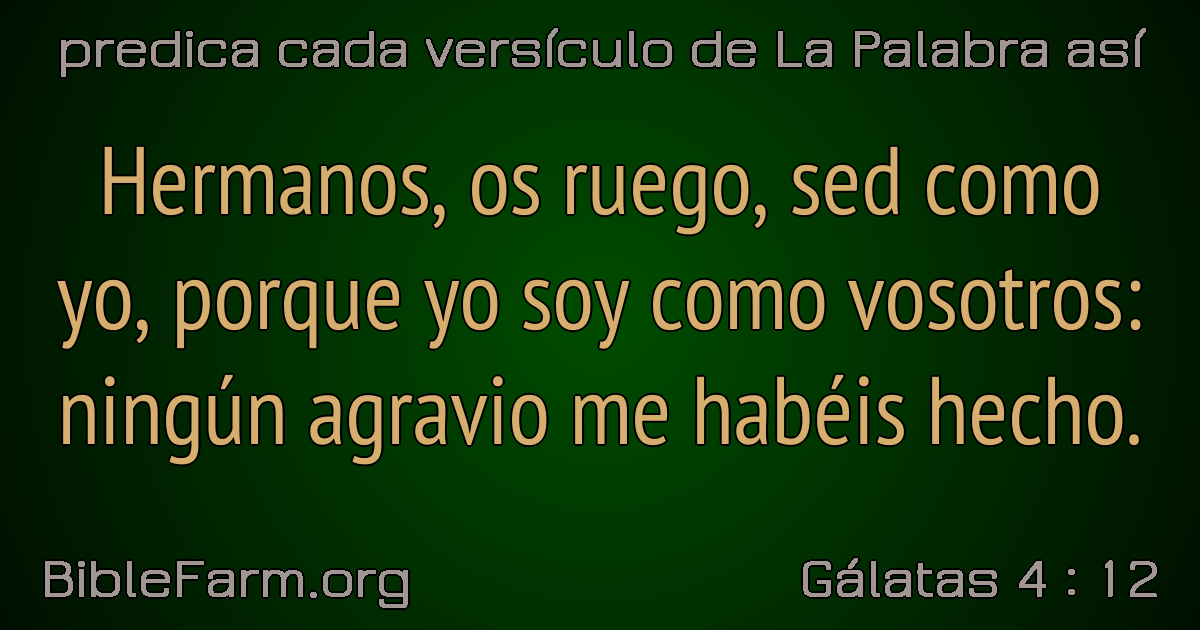 predica cada versículo de La Palabra así
Hermanos, os ruego, sed como
yo, porque yo soy como vosotros:
ningún agravio me habéis hecho.
BibleFarm.org
Gálatas 4 : 12